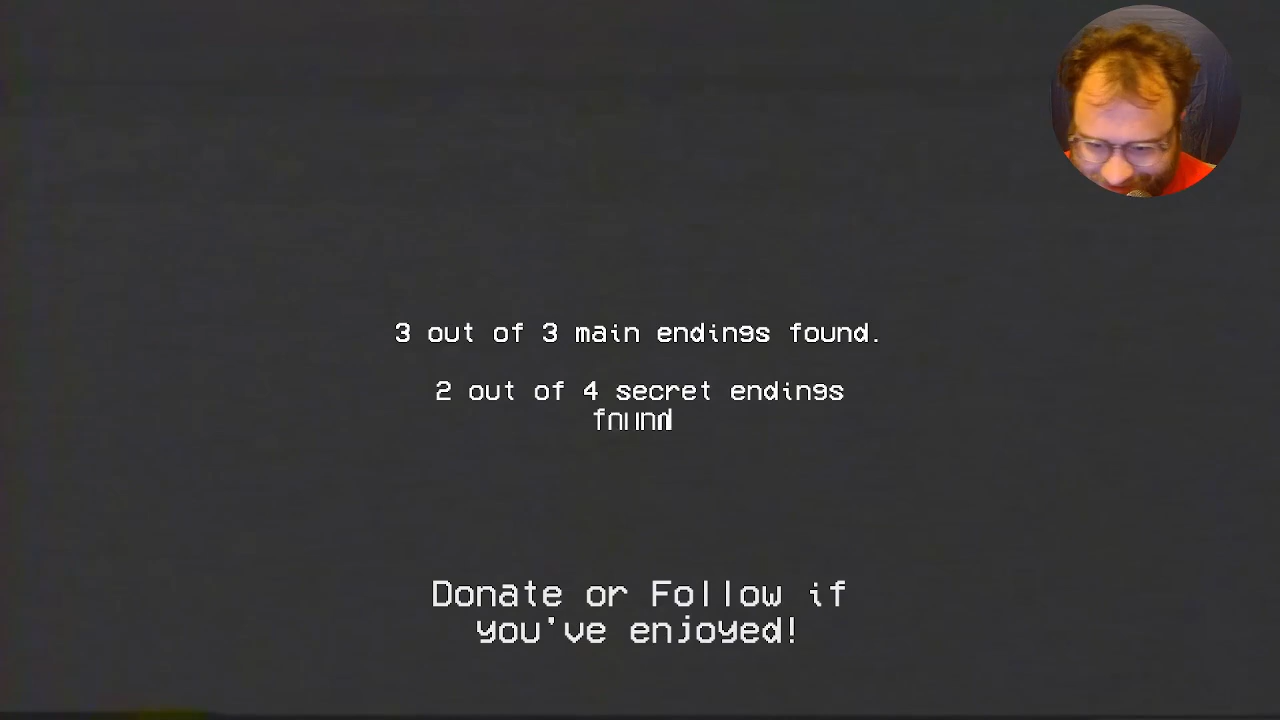 3 out of 3 main endings found.
2 out of 4 secret endings
found
Donate or Follow if
you've enjoyed!